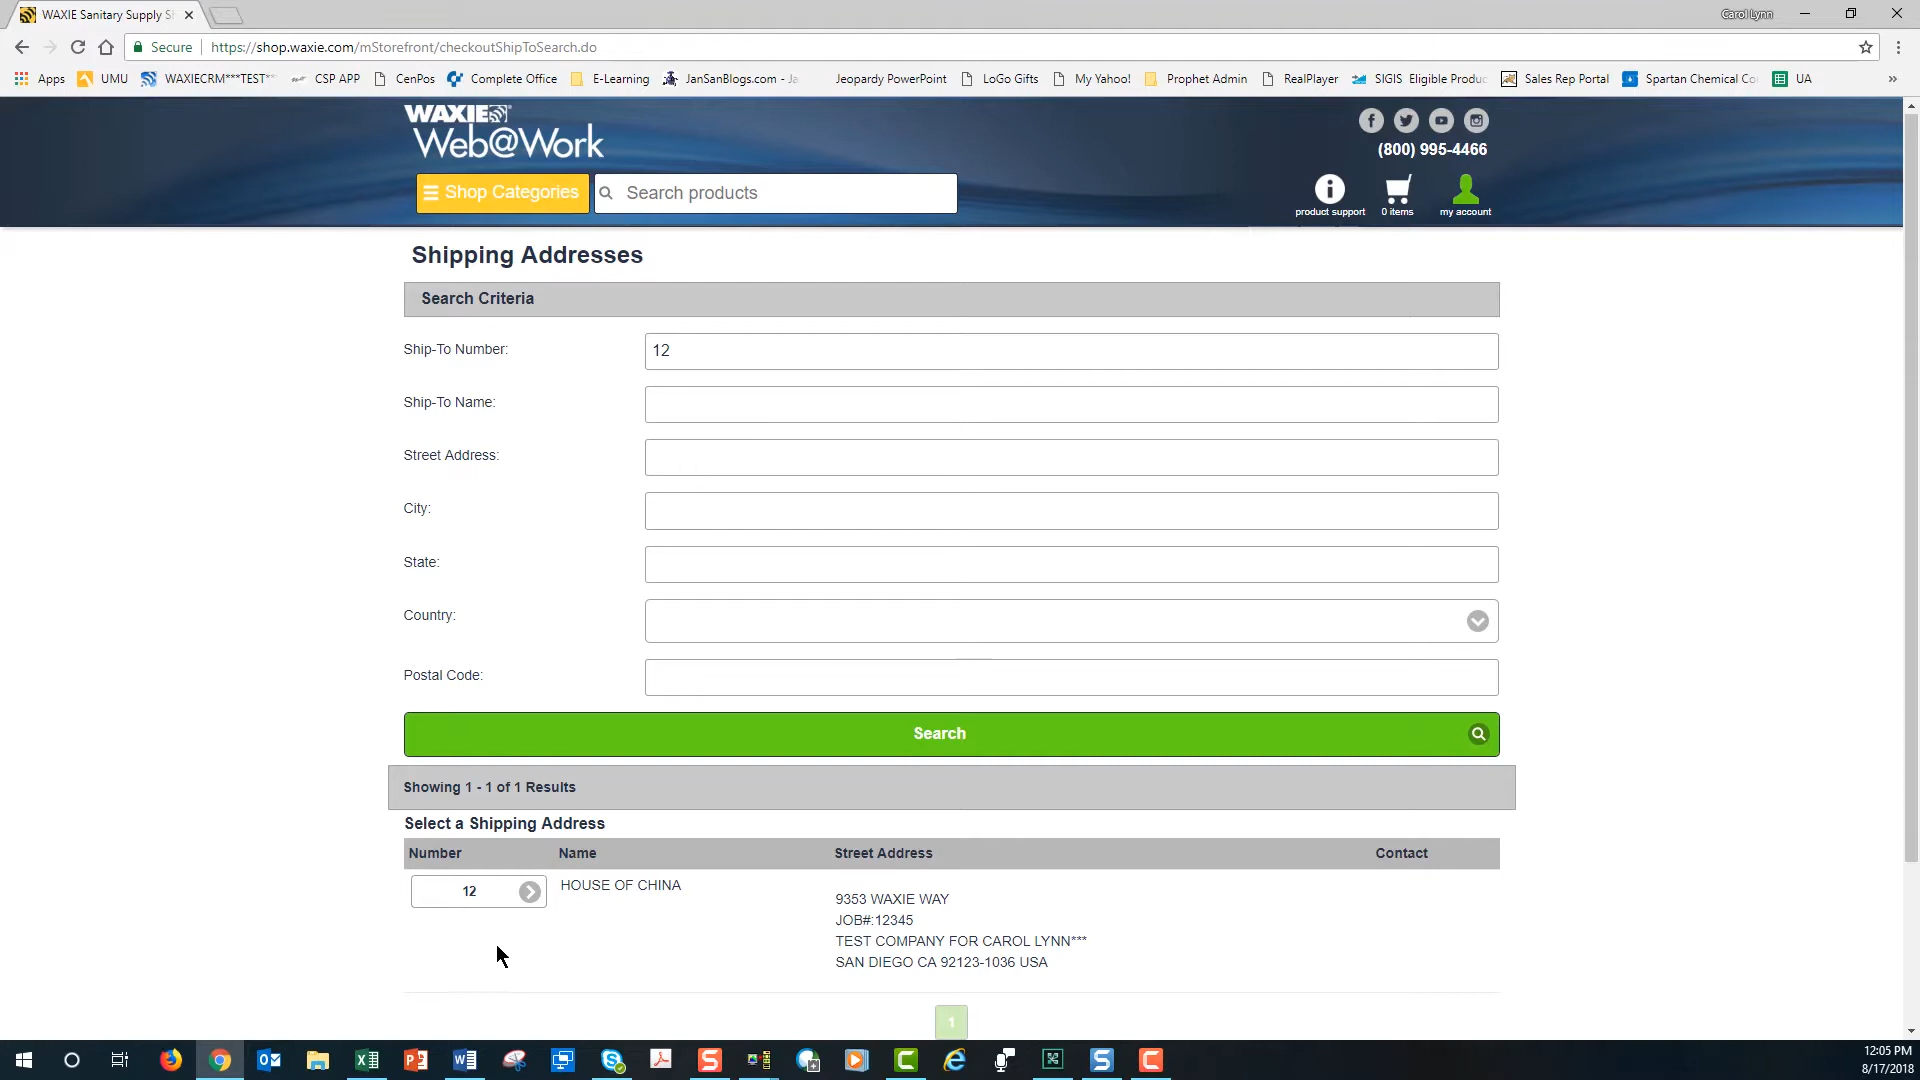 WAXIE Sanitary Supply S
Carol Lynn
Secure
https://shop.waxie.com/mStorefront/checkoutShipToSearch.do
Apps
UMU
WAXIECRM***TEST**
CSP APP
CenPos
Complete Office
E-Learning
JanSanBlogs.com - Ja
Jeopardy PowerPoint
LoGo Gifts
My Yahoo!
Prophet Admin
RealPlayer
SIGIS Eligible Produc
Sales Rep Portal
Spartan Chemical Co
UA
WAXIE
Web@Work
(800) 995-4466
Shop Categories
Search products
product support
0 items
my account
Shipping Addresses
Search Criteria
Ship-To Number:
12
Ship-To Name:
Street Address:
City:
State:
Country:
Postal Code:
Search
Showing 1 - 1 of 1 Results
Select a Shipping Address
Number Name Street Address Contact
12 HOUSE OF CHINA
9353 WAXIE WAY
JOB#:12345
TEST COMPANY FOR CAROL LYNN***
SAN DIEGO CA 92123-1036 USA
1
12:05 PM
8/17/2018